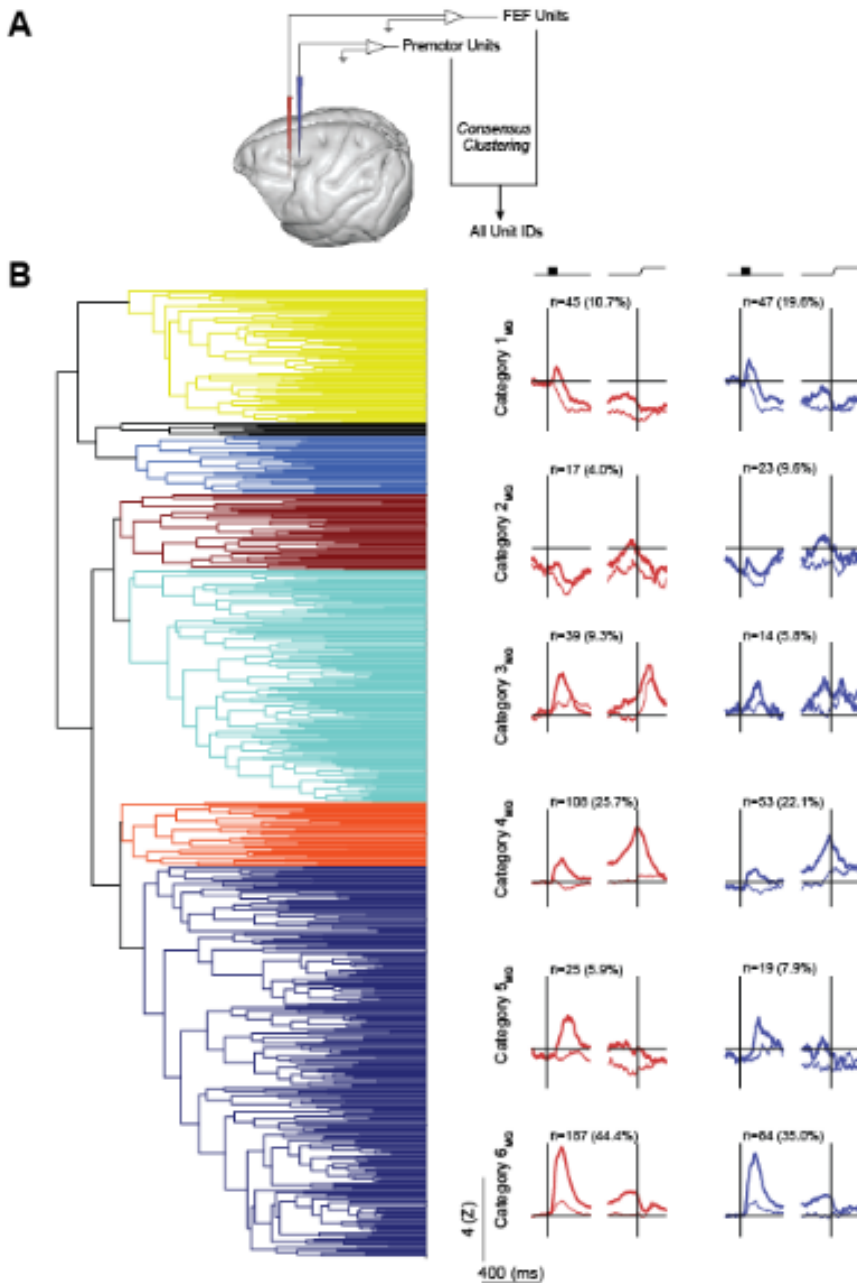 A
FEF Units
Premotor Units
Consensus
Clustering
All Unit IDs
B
Category 1MG
n=45 (10.7%)
n=47 (19.6%)
Category 2MG
n=17 (4.0%)
n=23 (9.6%)
Category 3MG
n=39 (9.3%)
n=14 (5.8%)
Category 4MG
n=108 (25.7%)
n=53 (22.1%)
Category 5MG
n=25 (5.9%)
n=19 (7.9%)
Category 6MG
n=187 (44.4%)
n=84 (35.0%)
4 (Z)
400 (ms)